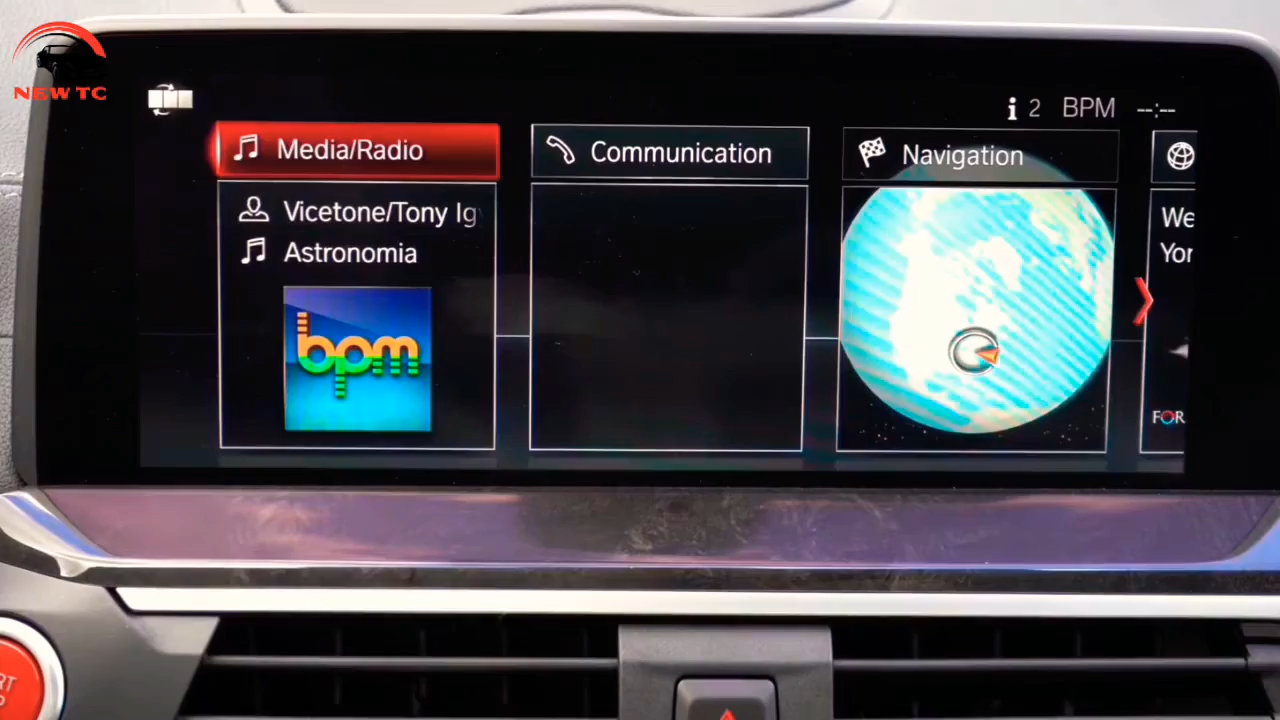 NEW TC
2 BPM --:--
Media/Radio
Communication
Navigation
Vicetone/Tony Ig
Astronomia
bpm
We
Yor
FOR